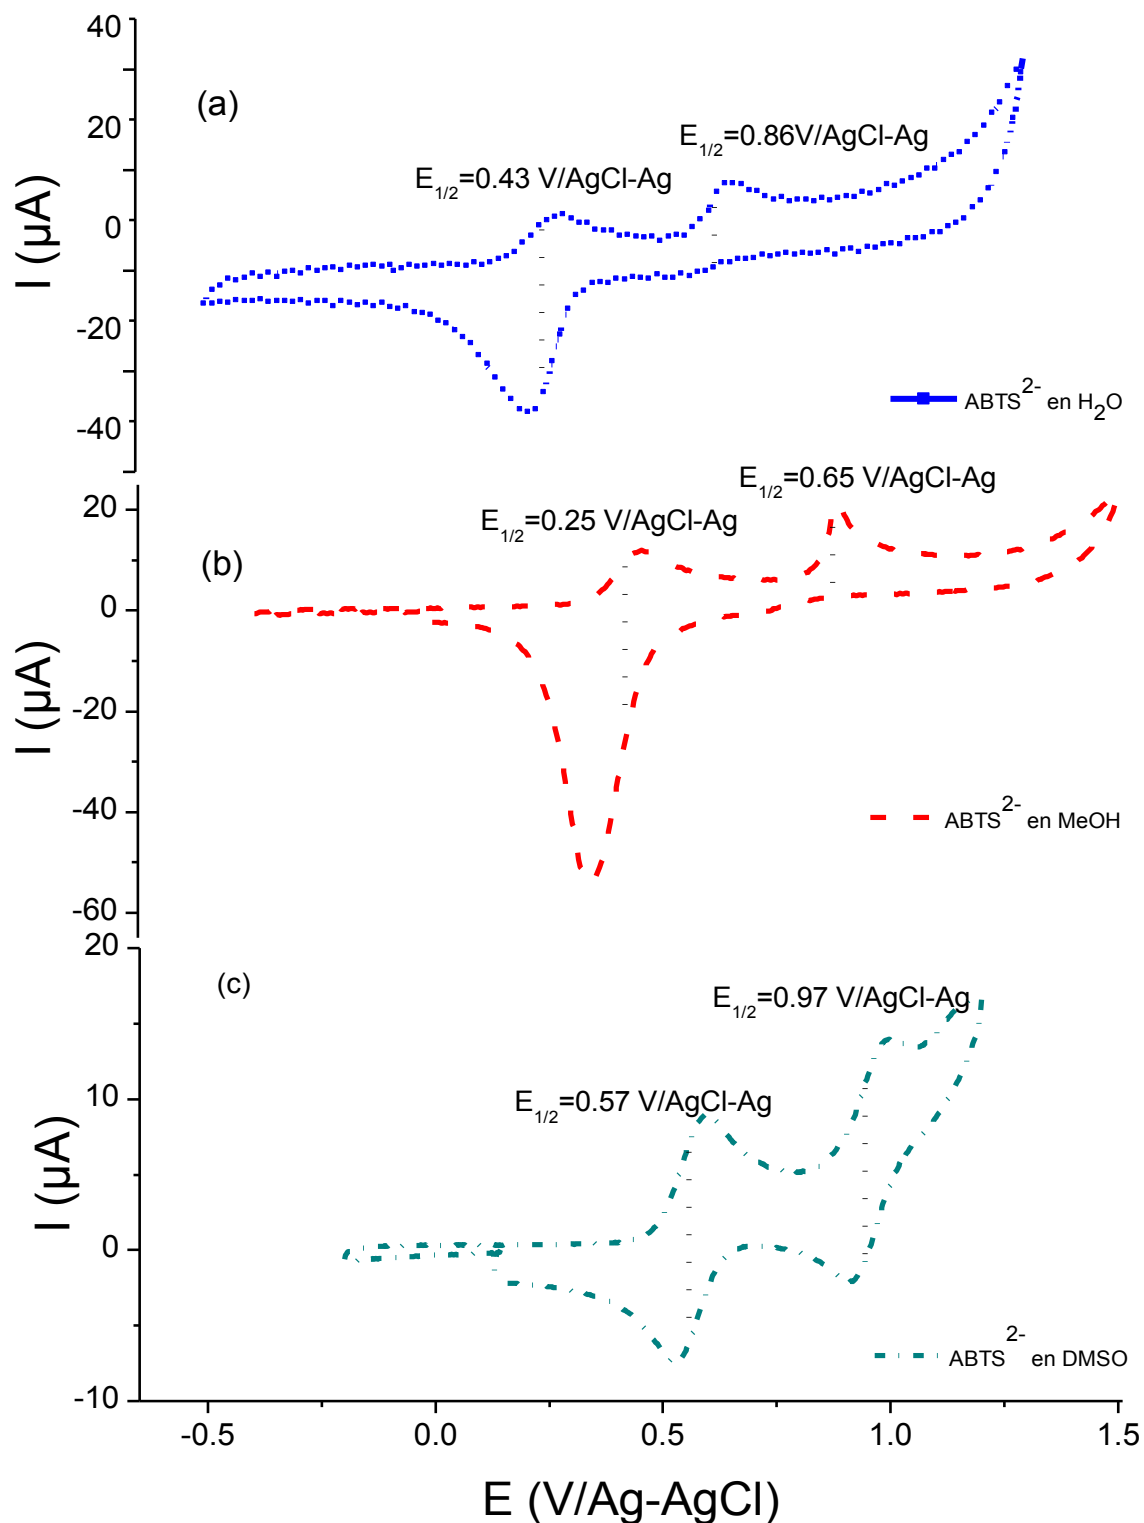 40
(a)
E1/2=0.86V/AgCl-Ag
20
E1/2=0.43 V/AgCl-Ag
0
I (µA)
-20
ABTS2- en H2O
-40
E1/2=0.65 V/AgCl-Ag
20
E1/2=0.25 V/AgCl-Ag
(b)
0
I (µA)
-20
-40
ABTS2- en MeOH
-60
20
(c)
E1/2=0.97 V/AgCl-Ag
10
E1/2=0.57 V/AgCl-Ag
I (µA)
0
ABTS2- en DMSO
-10
-0.5 0.0 0.5 1.0 1.5
E (V/Ag-AgCl)